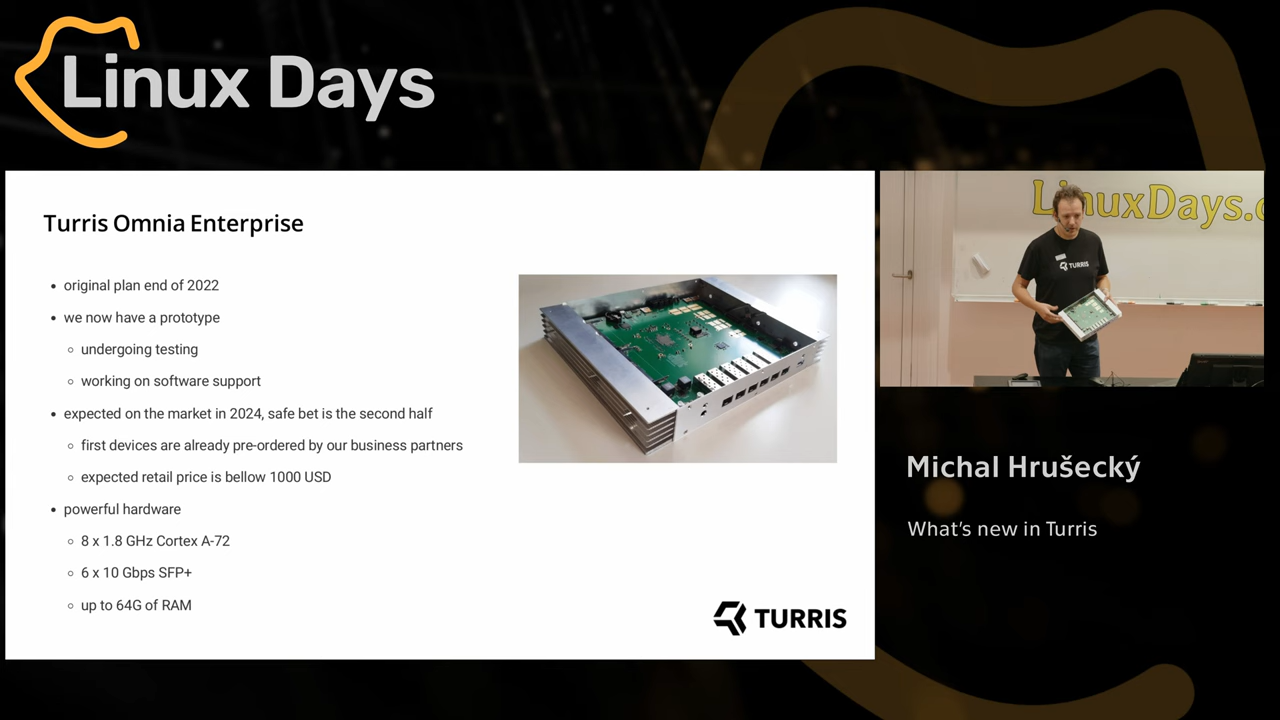 Linux Days
Turris Omnia Enterprise
original plan end of 2022
we now have a prototype
undergoing testing
working on software support
expected on the market in 2024, safe bet is the second half
first devices are already pre-ordered by our business partners
expected retail price is bellow 1000 USD
powerful hardware
8 x 1.8 GHz Cortex A-72
6 x 10 Gbps SFP+
up to 64G of RAM
TURRIS
LinuxDays.c
TURRIS
Michal Hrušecký
What's new in Turris